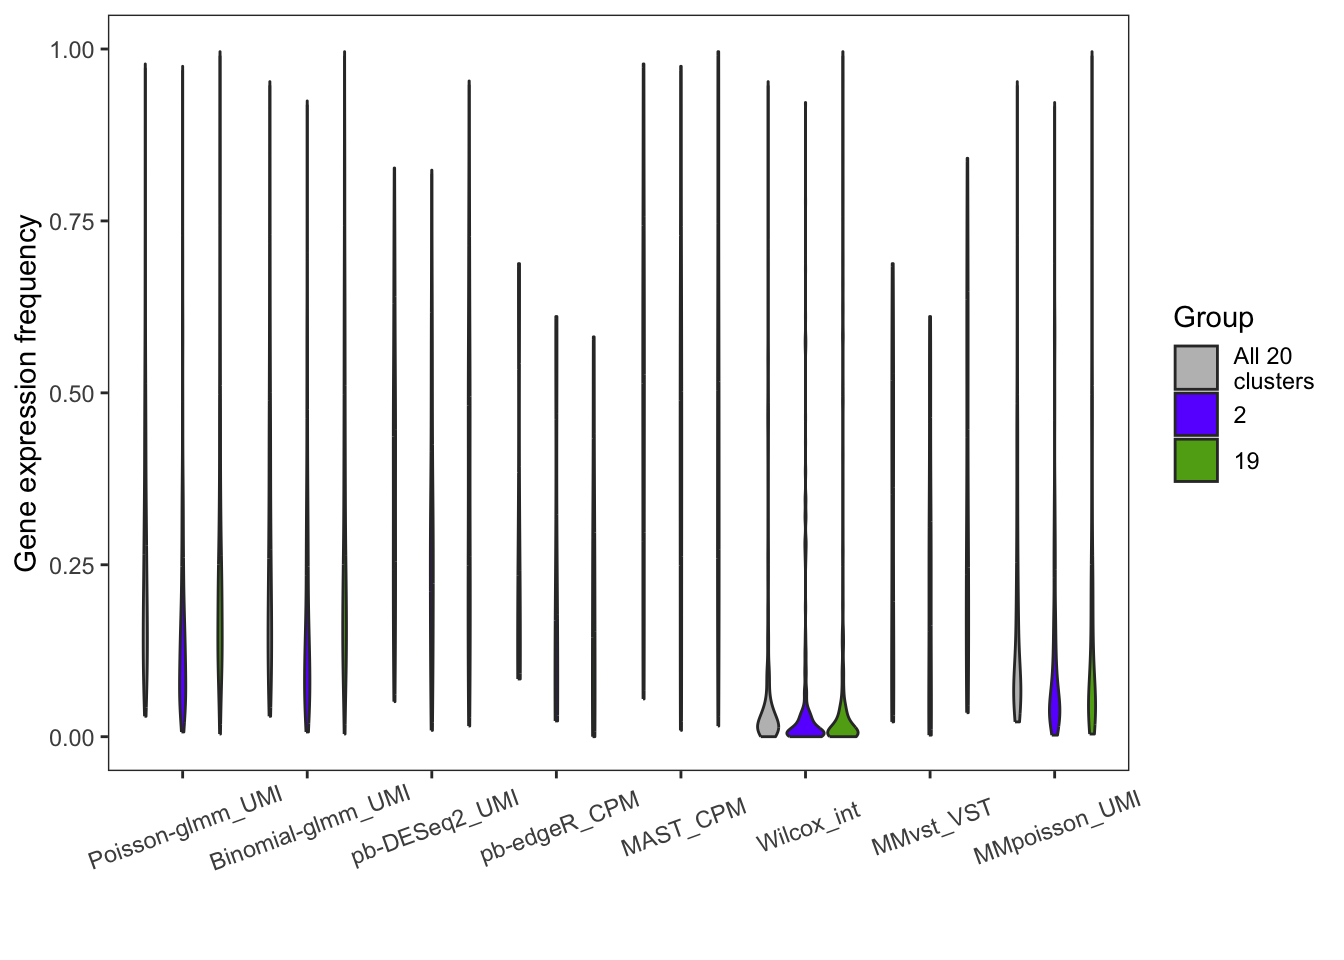 Gene expression frequency
1.00
0.75
0.50
0.25
0.00
Poisson-glmm_UMI
Binomial-glmm_UMI
pb-DESeq2_UMI
pb-edgeR_CPM
MAST_CPM
Wilcox_int
MMvst_VST
MMpoisson_UMI
Group
All 20
clusters
2
19